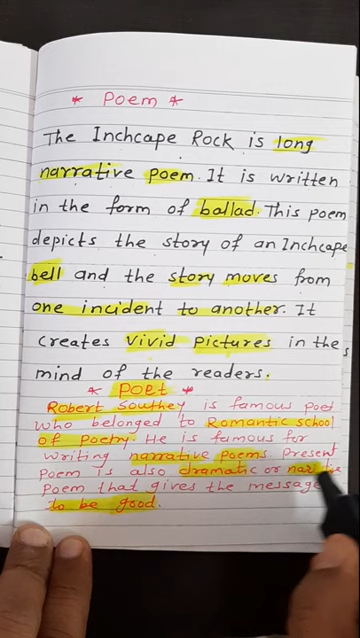 * Poem *
The Inchcape Rock is long
narrative poem. It is written
in the form of ballad. This poem
depicts the story of an Inchcape
bell and the story moves from
one incident to another. It
creates vivid pictures in the
mind of the readers.
* Poet *
Robert Southey is famous poet
who belonged to Romantic school
of poetry. He is famous for
writing narrative poems. Present
poem is also dramatic or
poem that gives the message
to be good.